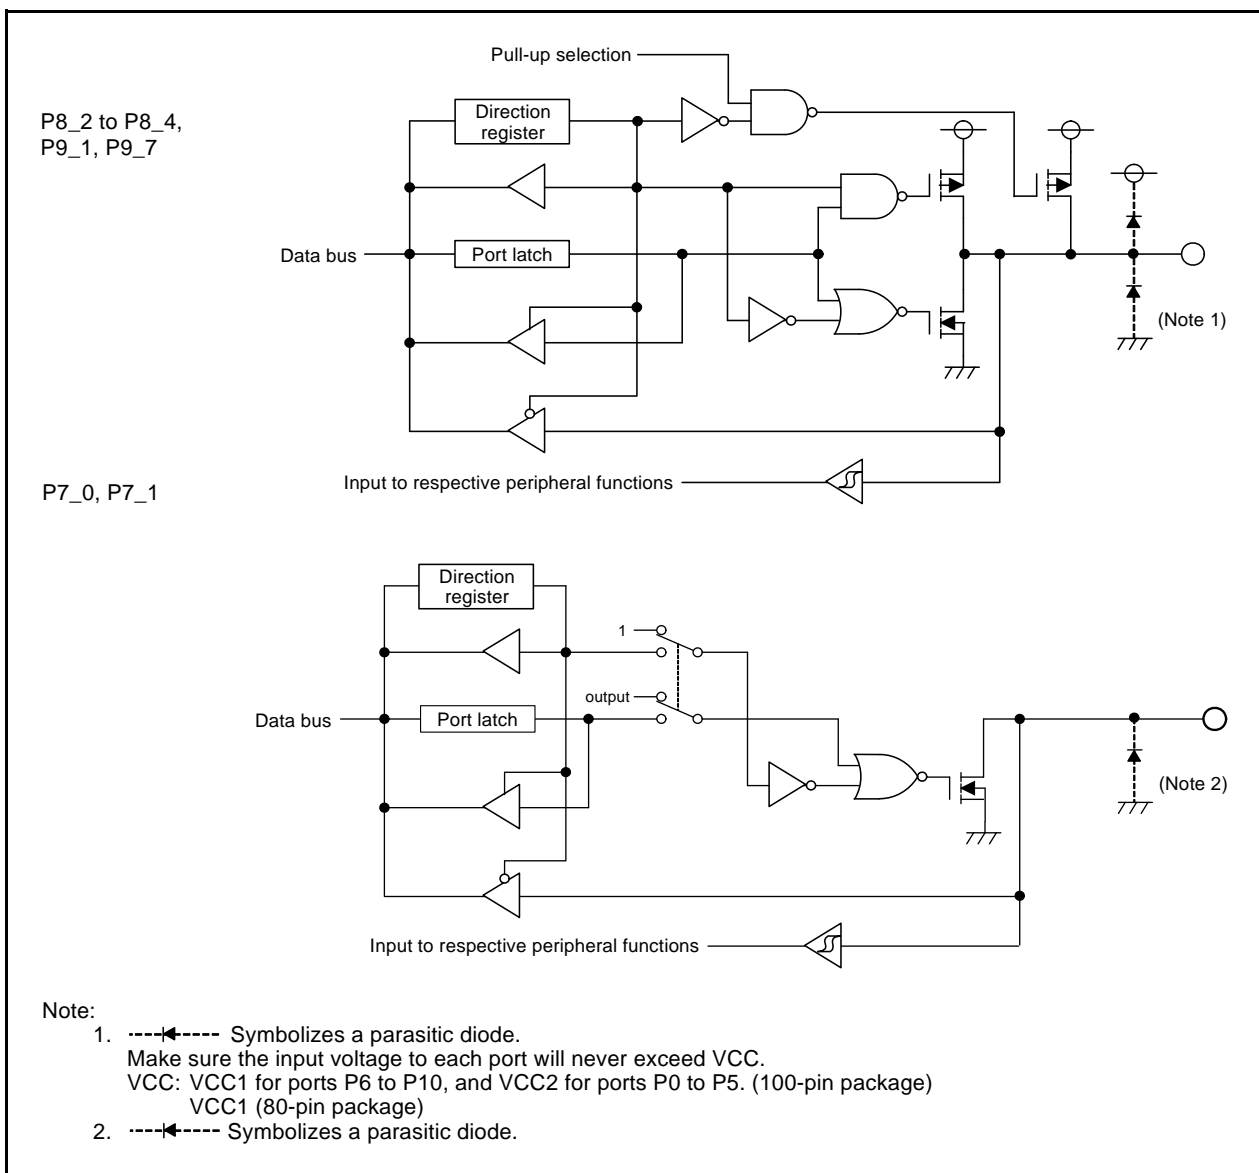 Pull-up selection
P8_2 to P8_4,
P9_1, P9_7
Direction
register
Data bus
Port latch
(Note 1)
Input to respective peripheral functions
P7_0, P7_1
Direction
register
1
output
Data bus
Port latch
(Note 2)
Input to respective peripheral functions
Note:
1. Symbolizes a parasitic diode.
Make sure the input voltage to each port will never exceed VCC.
VCC: VCC1 for ports P6 to P10, and VCC2 for ports P0 to P5. (100-pin package)
VCC1 (80-pin package)
2. Symbolizes a parasitic diode.